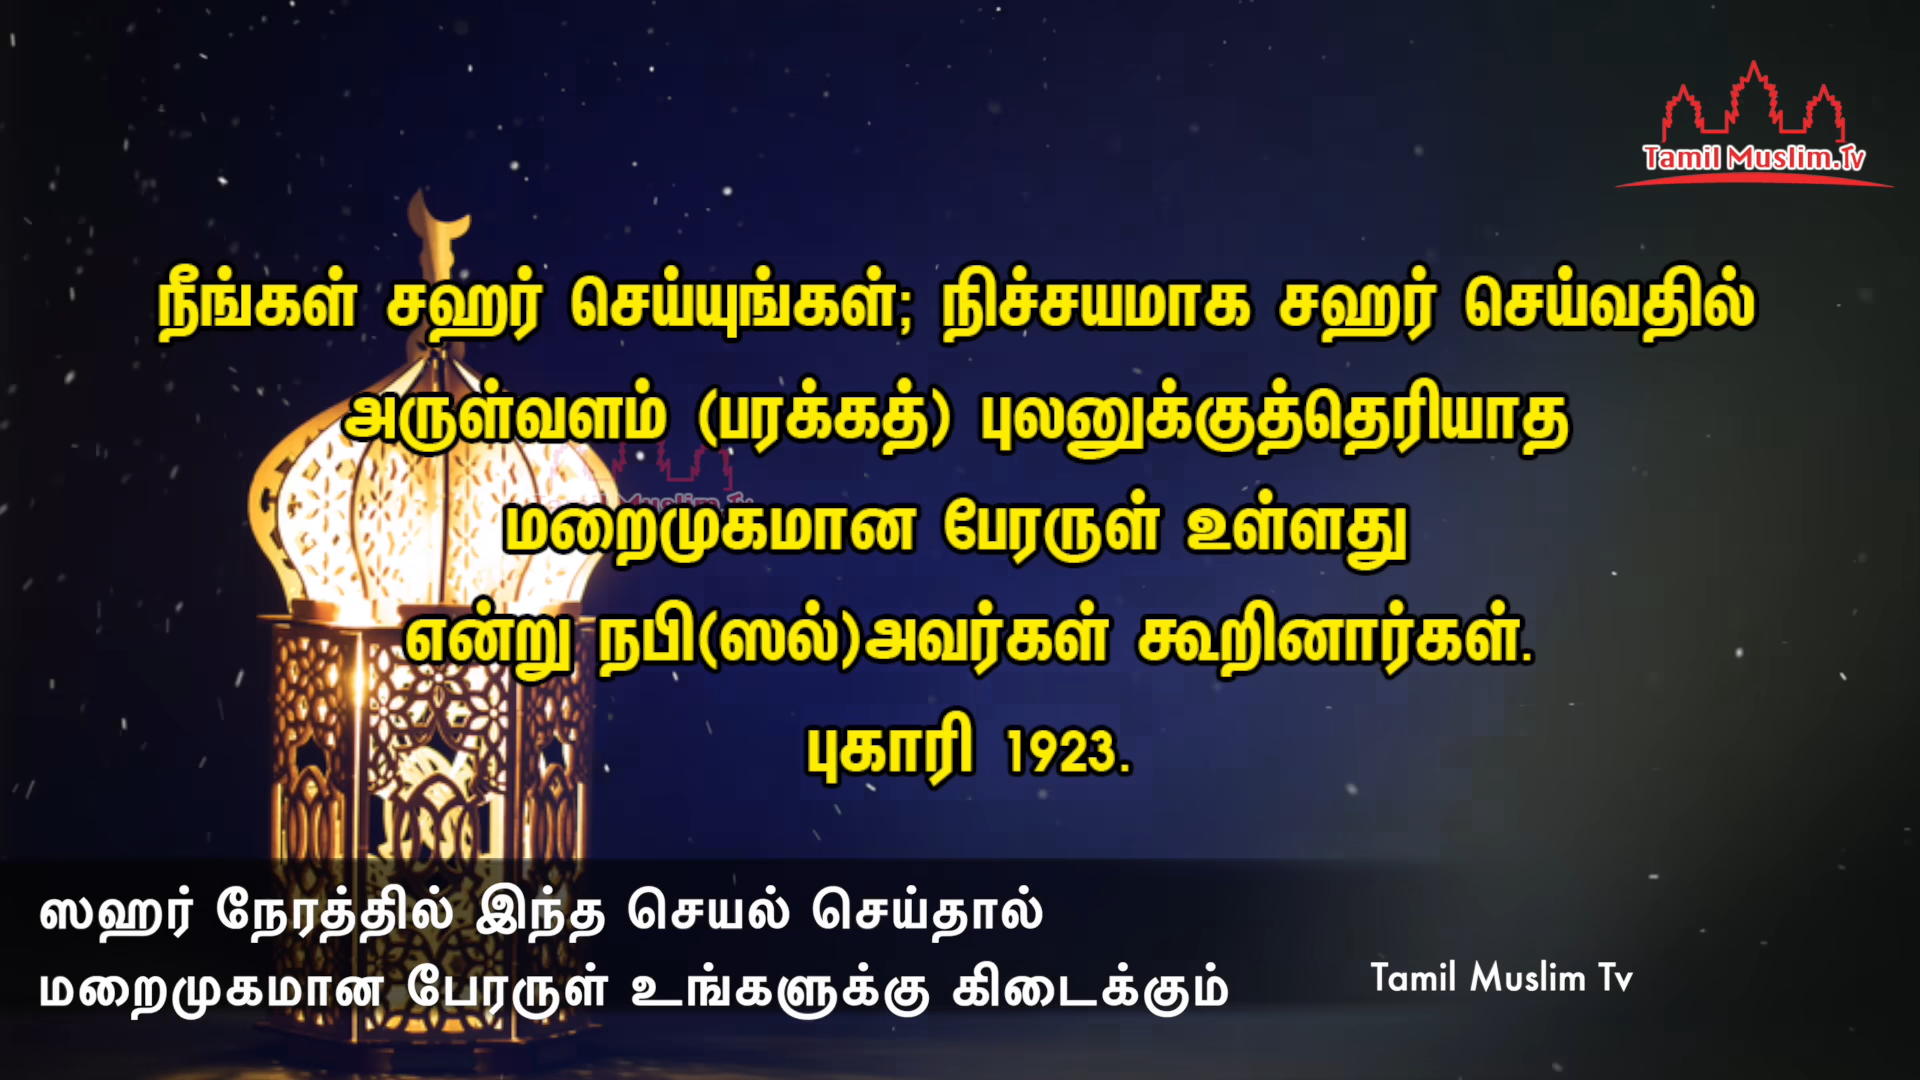 Tamil Muslim.Tv
நீங்கள் சஹர் செய்யுங்கள்; நிச்சயமாக சஹர் செய்வதில்
அருள்வளம் (பரக்கத்) புலனுக்குத்தெரியாத
மறைமுகமான பேரருள் உள்ளது
என்று நபி(ஸல்)அவர்கள் கூறினார்கள்.
புகாரி 1923.
ஸஹர் நேரத்தில் இந்த செயல் செய்தால்
மறைமுகமான பேரருள் உங்களுக்கு கிடைக்கும்
Tamil Muslim Tv